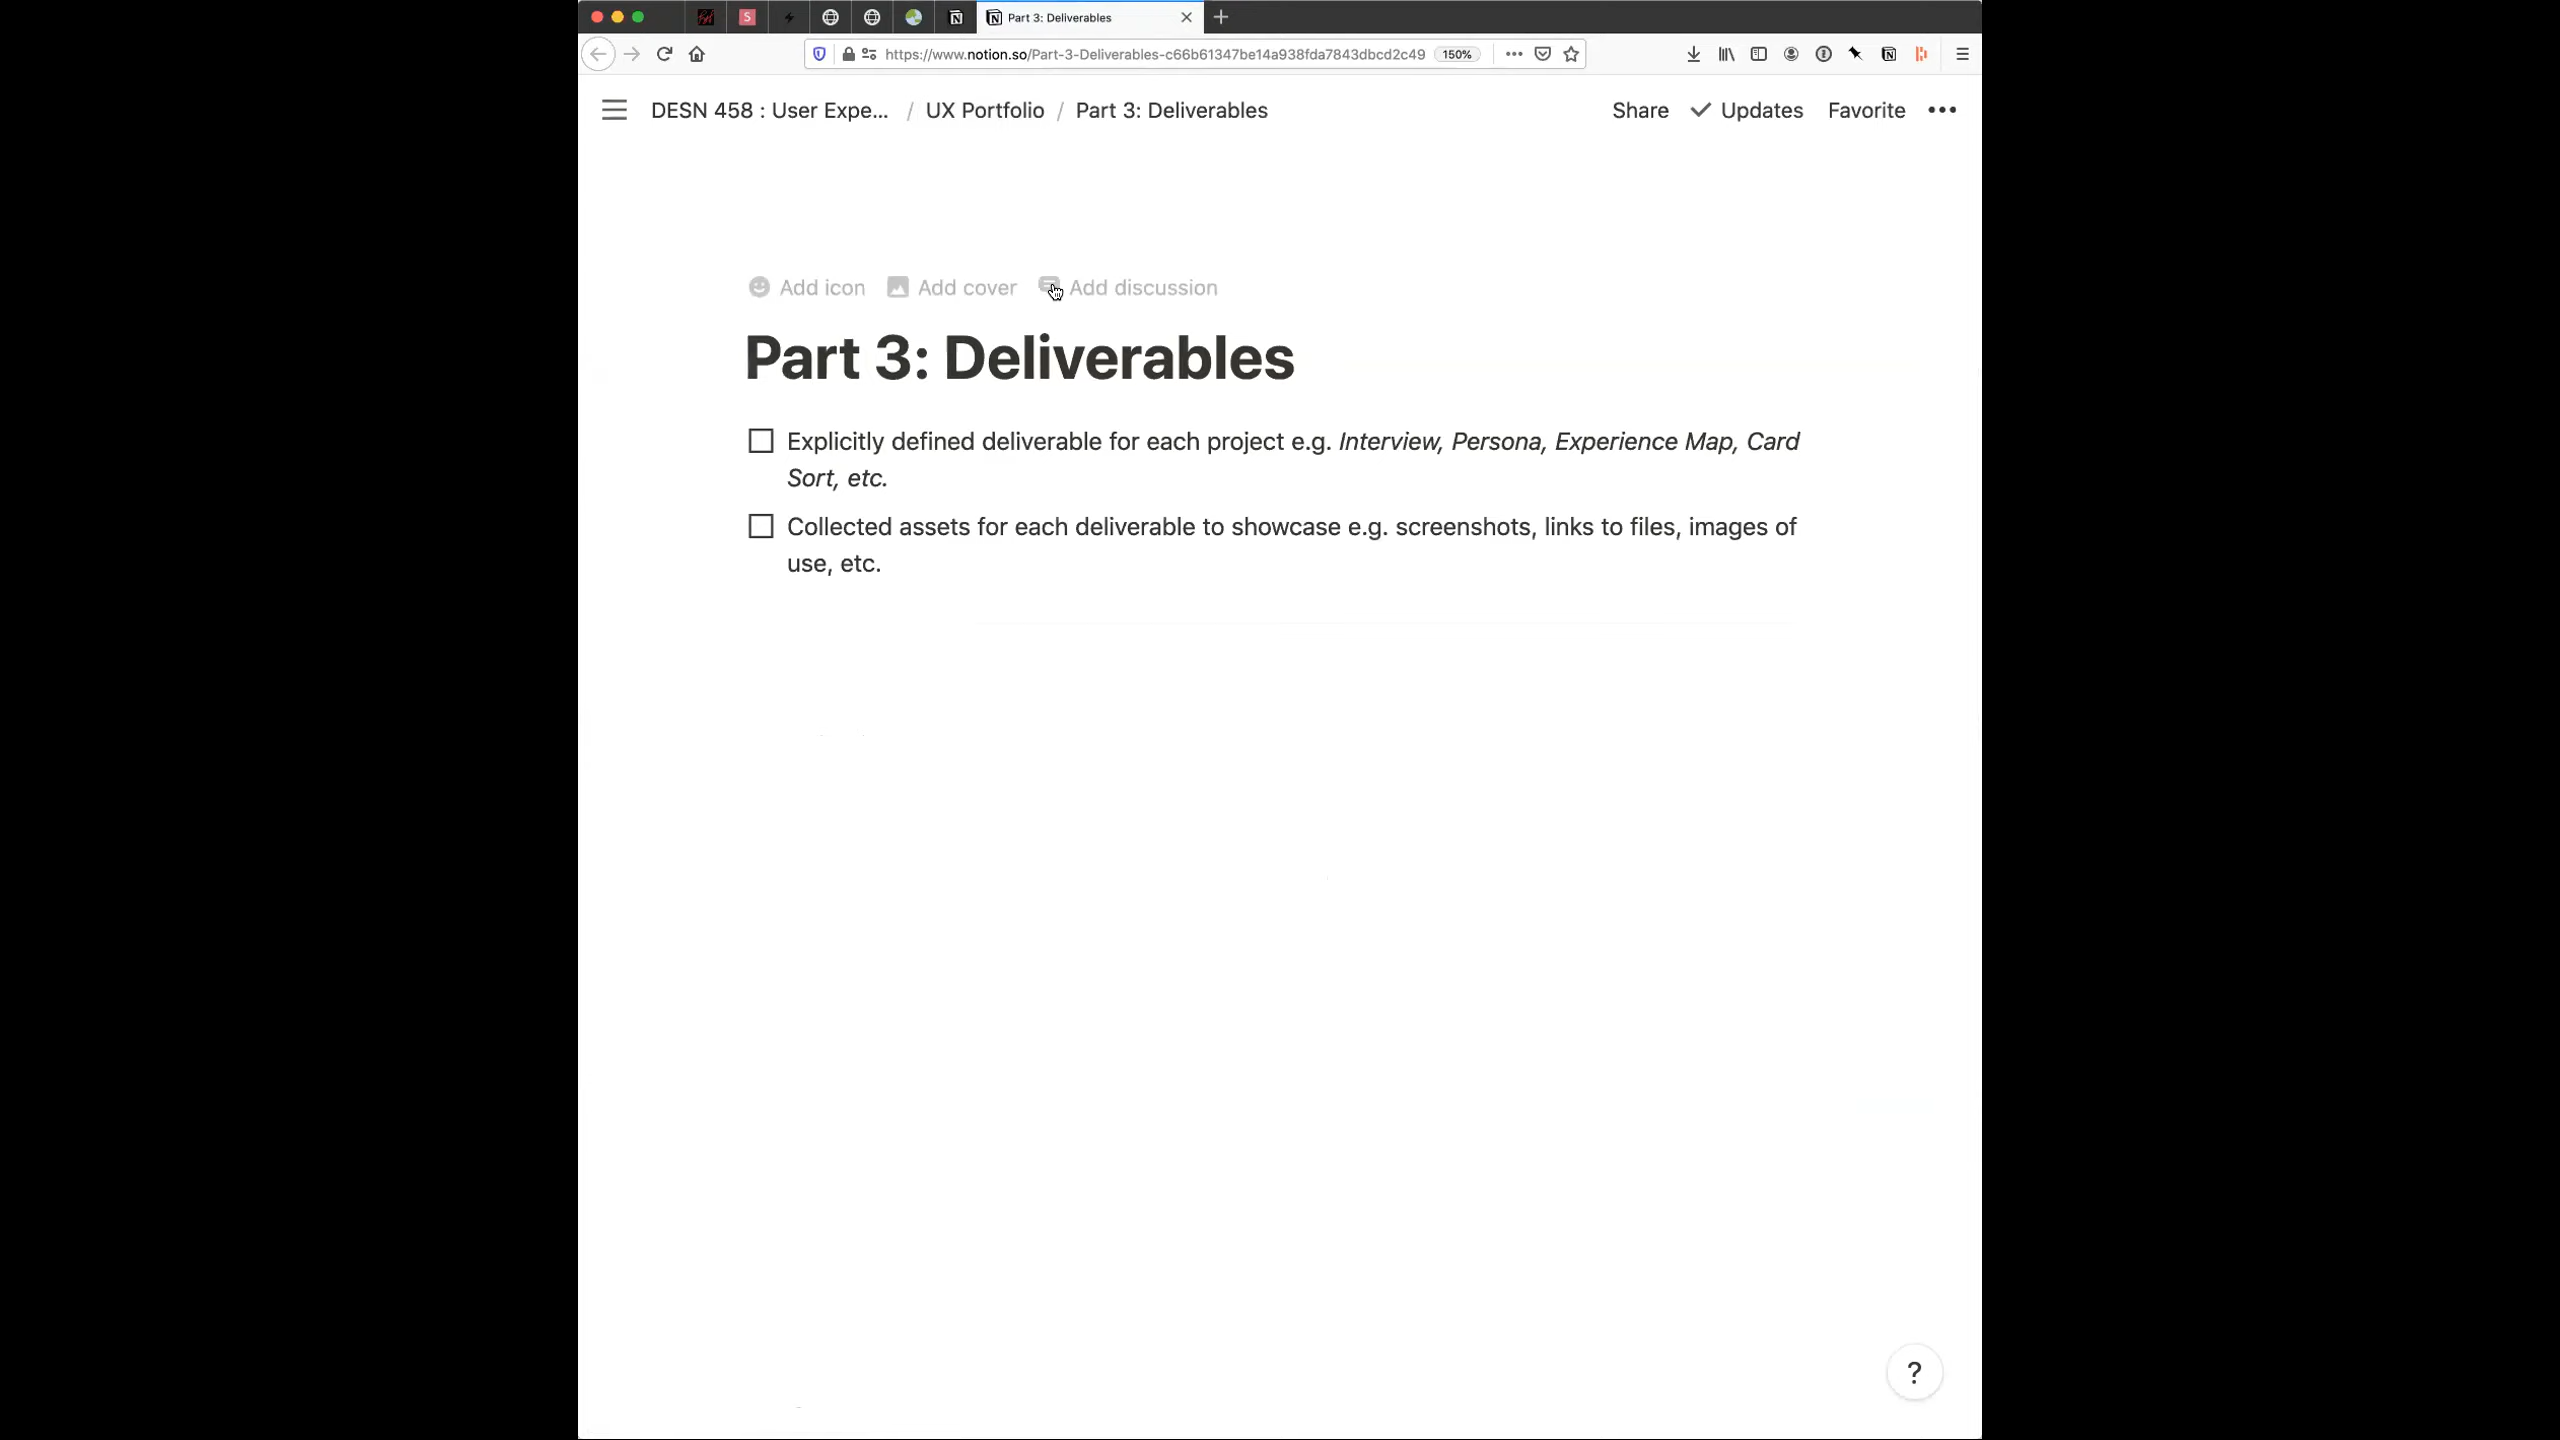 S
Part 3: Deliverables
https://www.notion.so/Part-3-Deliverables-c66b61347be14a938fda7843dbcd2c49
150%
DESN 458 : User Expe... / UX Portfolio / Part 3: Deliverables
Share Updates Favorite
Add icon Add cover Add discussion
Part 3: Deliverables
Explicitly defined deliverable for each project e.g. Interview, Persona, Experience Map, Card
Sort, etc.
Collected assets for each deliverable to showcase e.g. screenshots, links to files, images of
use, etc.
?